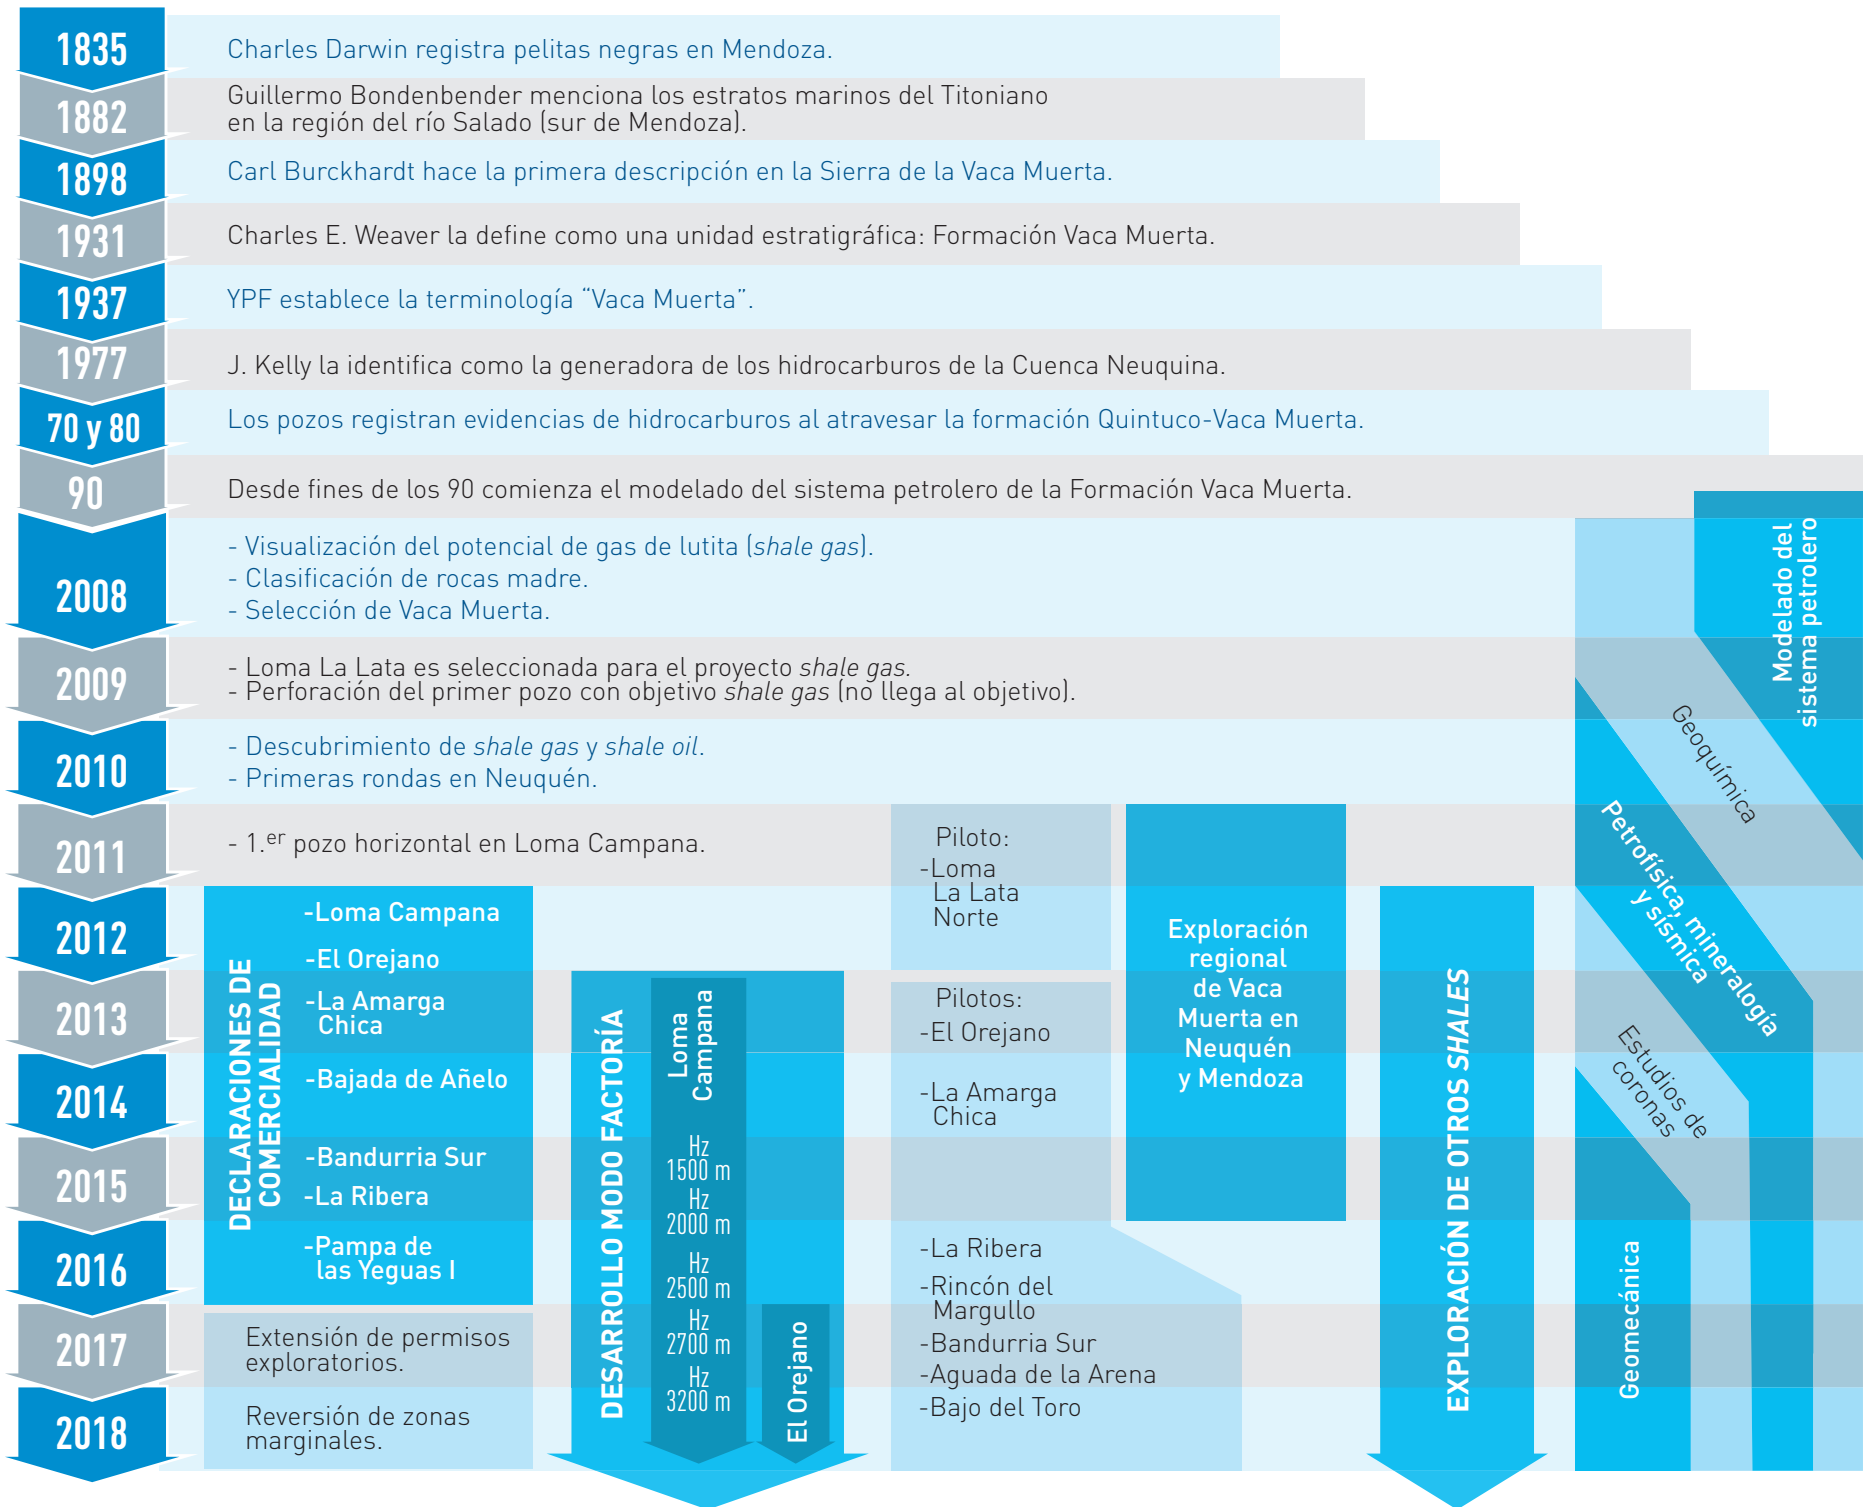 1835
Charles Darwin registra pelitas negras en Mendoza.
1882
Guillermo Bondenbender menciona los estratos marinos del Titoniano
en la región del río Salado (sur de Mendoza).
1898
Carl Burckhardt hace la primera descripción en la Sierra de la Vaca Muerta.
1931
Charles E. Weaver la define como una unidad estratigráfica: Formación Vaca Muerta.
1937
YPF establece la terminología “Vaca Muerta”.
1977
J. Kelly la identifica como la generadora de los hidrocarburos de la Cuenca Neuquina.
70 y 80
Los pozos registran evidencias de hidrocarburos al atravesar la formación Quintuco-Vaca Muerta.
90
Desde fines de los 90 comienza el modelado del sistema petrolero de la Formación Vaca Muerta.
2008
- Visualización del potencial de gas de lutita (shale gas).
- Clasificación de rocas madre.
- Selección de Vaca Muerta.
2009
- Loma La Lata es seleccionada para el proyecto shale gas.
- Perforación del primer pozo con objetivo shale gas (no llega al objetivo).
2010
- Descubrimiento de shale gas y shale oil.
- Primeras rondas en Neuquén.
2011
- 1.er pozo horizontal en Loma Campana.
2012
2013
2014
2015
2016
2017
2018
DECLARACIONES DE
COMERCIALIDAD
-Loma Campana
-El Orejano
-La Amarga
Chica
-Bajada de Añelo
-Bandurria Sur
-La Ribera
-Pampa de
las Yeguas I
Extensión de permisos
exploratorios.
Reversión de zonas
marginales.
DESARROLLO MODO FACTORÍA
Loma
Campana
Hz
1500 m
Hz
2000 m
Hz
2500 m
Hz
2700 m
Hz
3200 m
El Orejano
Piloto:
-Loma
La Lata
Norte
Pilotos:
-El Orejano
-La Amarga
Chica
-La Ribera
-Rincón del
Margullo
-Bandurria Sur
-Aguada de la Arena
-Bajo del Toro
Exploración
regional
de Vaca
Muerta en
Neuquén
y Mendoza
EXPLORACIÓN DE OTROS SHALES
Modelado del
sistema petrolero
Geoquímica
Petrofísica, mineralogía
y sísmica
Estudios de
coronas
Geomecánica